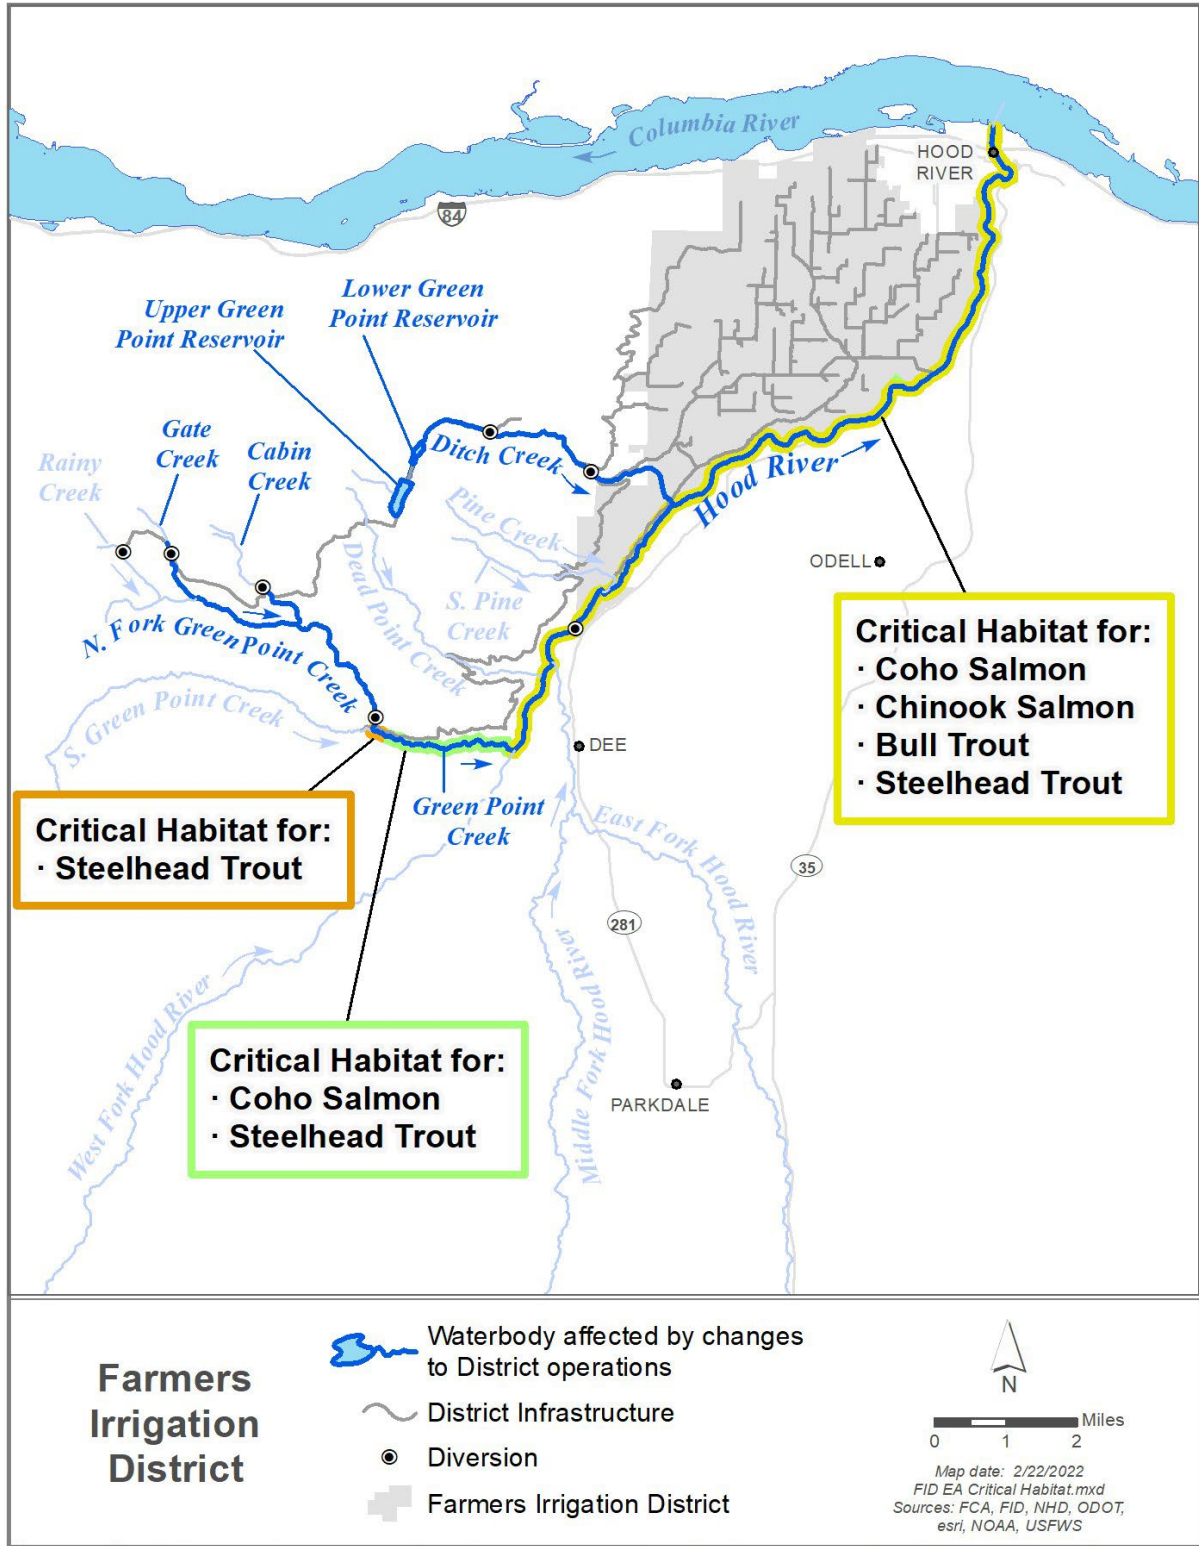 Columbia River
HOOD
RIVER
84
Lower Green
Point Reservoir
Upper Green
Point Reservoir
Gate
Creek
Cabin
Creek
Rainy
Creek
Ditch Creek
Pine Creek
Hood River
Dead Point Creek
S. Pine
Creek
ODELL
N. Fork Green Point Creek
S. Green Point Creek
Critical Habitat for:
· Coho Salmon
· Chinook Salmon
· Bull Trout
· Steelhead Trout
DEE
Green Point
Creek
Critical Habitat for:
· Steelhead Trout
East Fork Hood River
35
281
West Fork Hood River
Middle Fork Hood River
Critical Habitat for:
· Coho Salmon
· Steelhead Trout
PARKDALE
Farmers
Irrigation
District
Waterbody affected by changes
to District operations
District Infrastructure
Diversion
Farmers Irrigation District
N
Miles
0 1 2
Map date: 2/22/2022
FID EA Critical Habitat.mxd
Sources: FCA, FID, NHD, ODOT,
esri, NOAA, USFWS